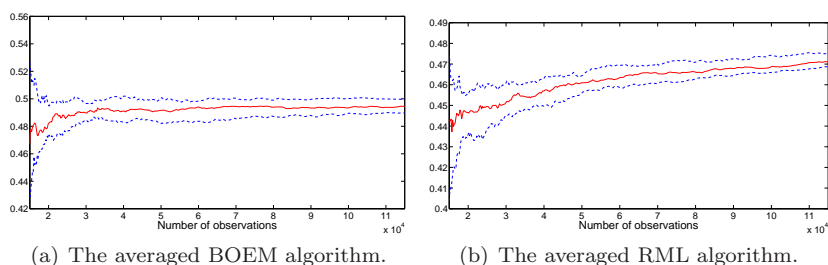 0.56
0.54
0.52
0.5
0.48
0.46
0.44
0.42
2 3 4 5 6 7 8 9 10 11
Number of observations
x 10^4
(a) The averaged BOEM algorithm.
0.49
0.48
0.47
0.46
0.45
0.44
0.43
0.42
0.41
0.4
2 3 4 5 6 7 8 9 10 11
Number of observations
x 10^4
(b) The averaged RML algorithm.